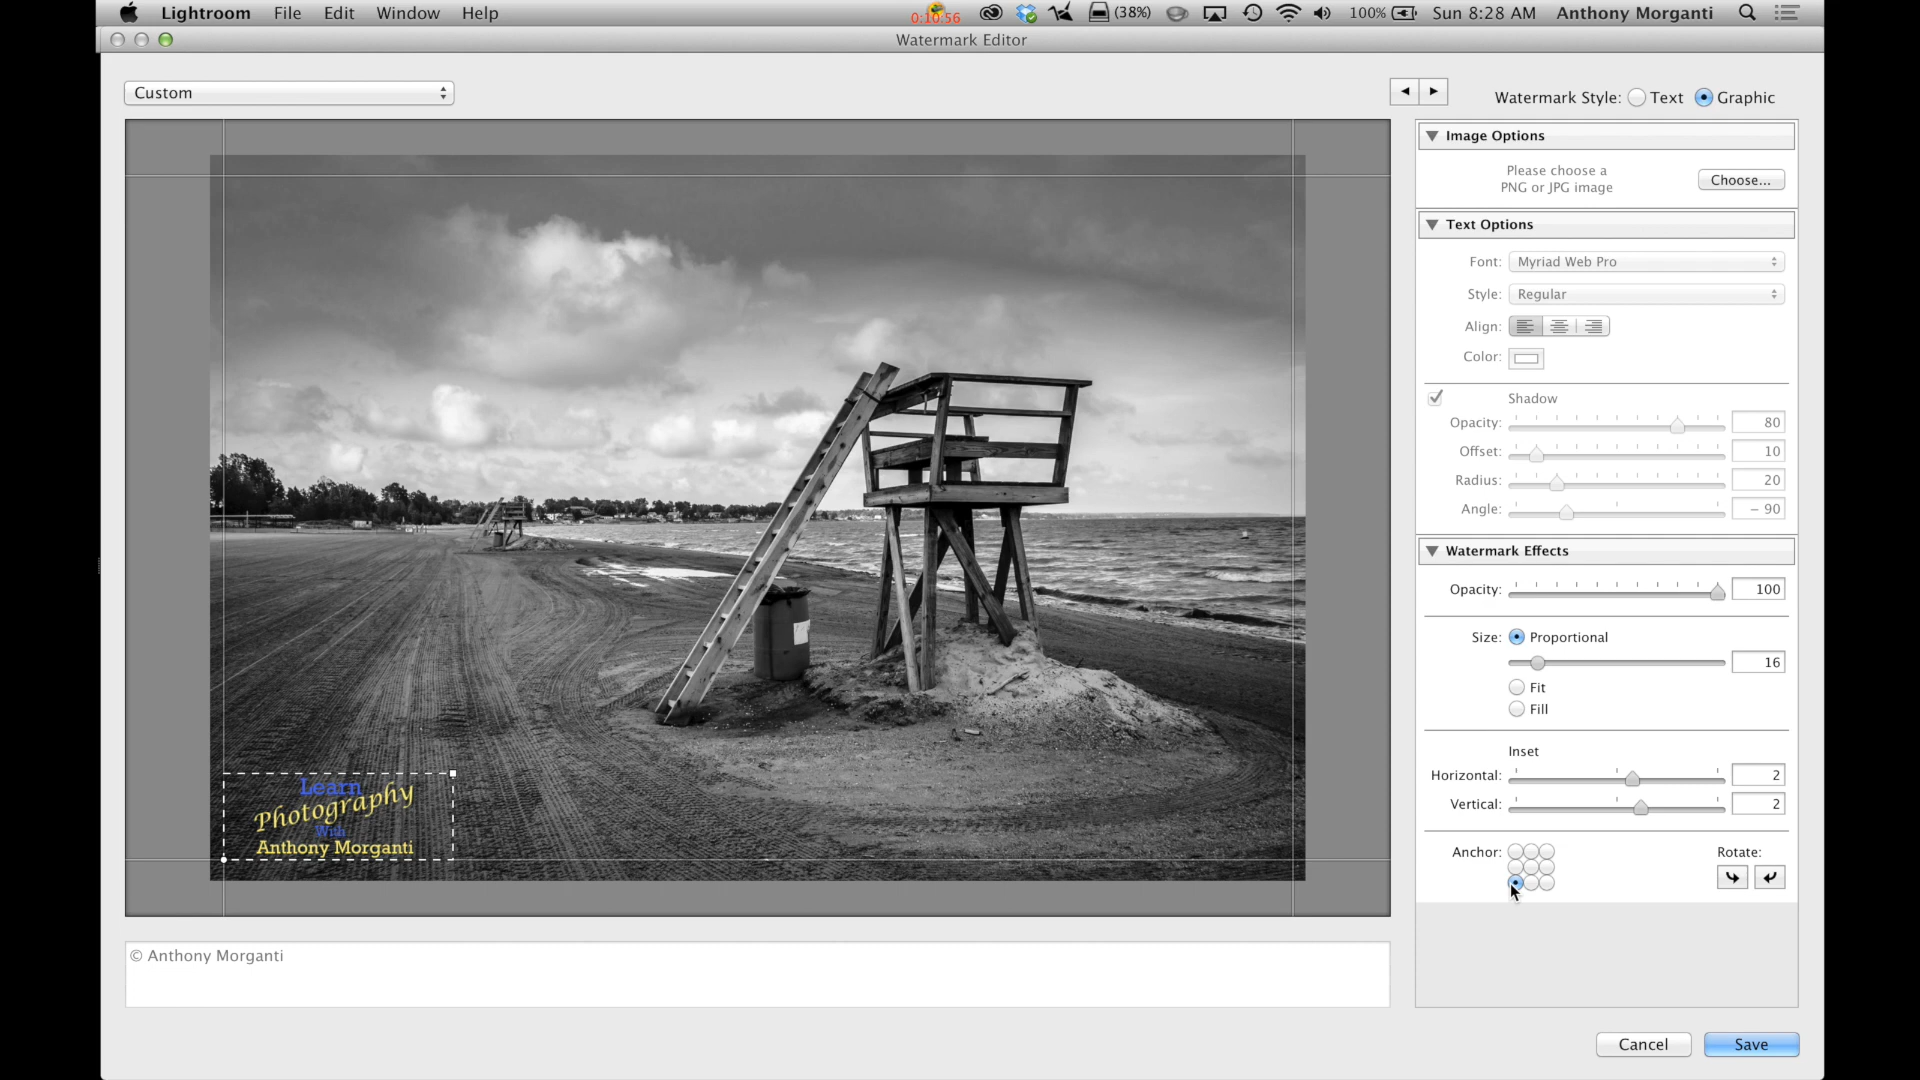 Lightroom File Edit Window Help 0:10:56 (38%) 100% Sun 8:28 AM Anthony Morganti
Watermark Editor
Custom
Watermark Style: Text Graphic
Image Options
Please choose a
PNG or JPG image
Choose...
Text Options
Font: Myriad Web Pro
Style: Regular
Align:
Color:
Shadow
Opacity: 80
Offset: 10
Radius: 20
Angle: – 90
Watermark Effects
Opacity: 100
Size: Proportional
16
Fit
Fill
Inset
Horizontal: 2
Vertical: 2
Anchor: Rotate:
Learn
Photography
With
Anthony Morganti
© Anthony Morganti
Cancel Save